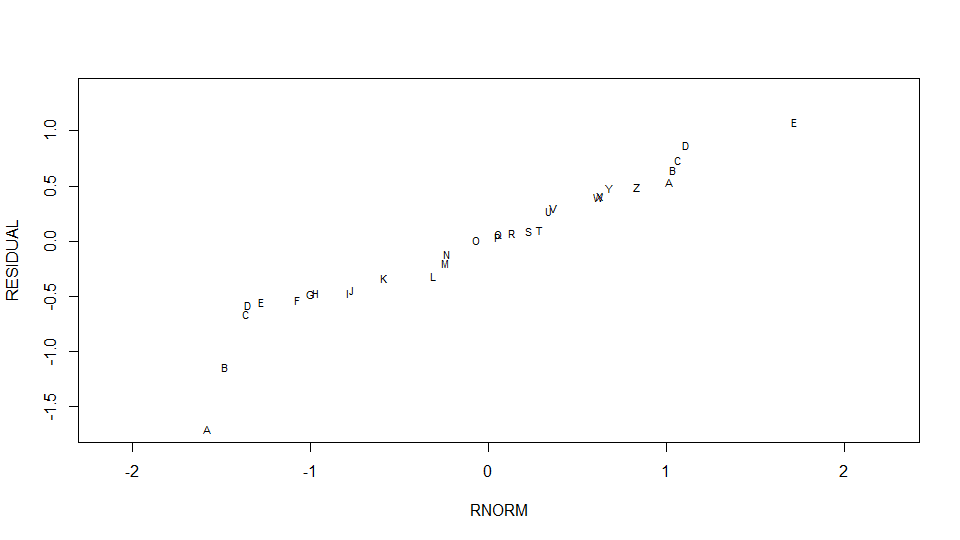 RESIDUAL
1.0
0.5
0.0
-0.5
-1.0
-1.5
E
D
C
B
A
Z
Y
X
W
V
U
T
S
R
Q
P
O
N
M
L
K
J
I
H
G
F
E
D
C
B
A
-2
-1
0
1
2
RNORM